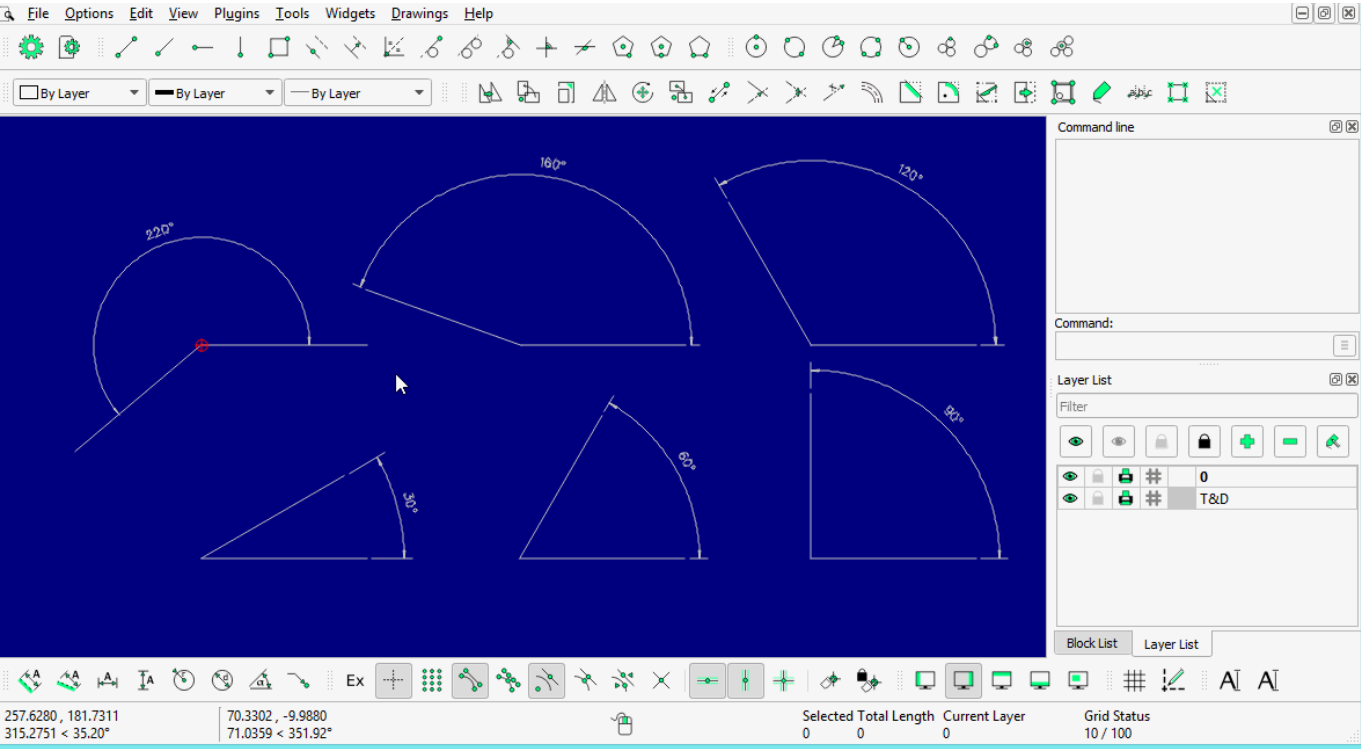 File Options Edit View Plugins Tools Widgets Drawings Help
By Layer By Layer By Layer
Command line
160°
120°
220°
Command:
Layer List
Filter
90°
60°
0
30°
T&D
Block List Layer List
Ex
257.6280 , 181.7311 70.3302 , -9.9880 Selected Total Length Current Layer Grid Status
315.2751 < 35.20° 71.0359 < 351.92° 0 0 0 10 / 100